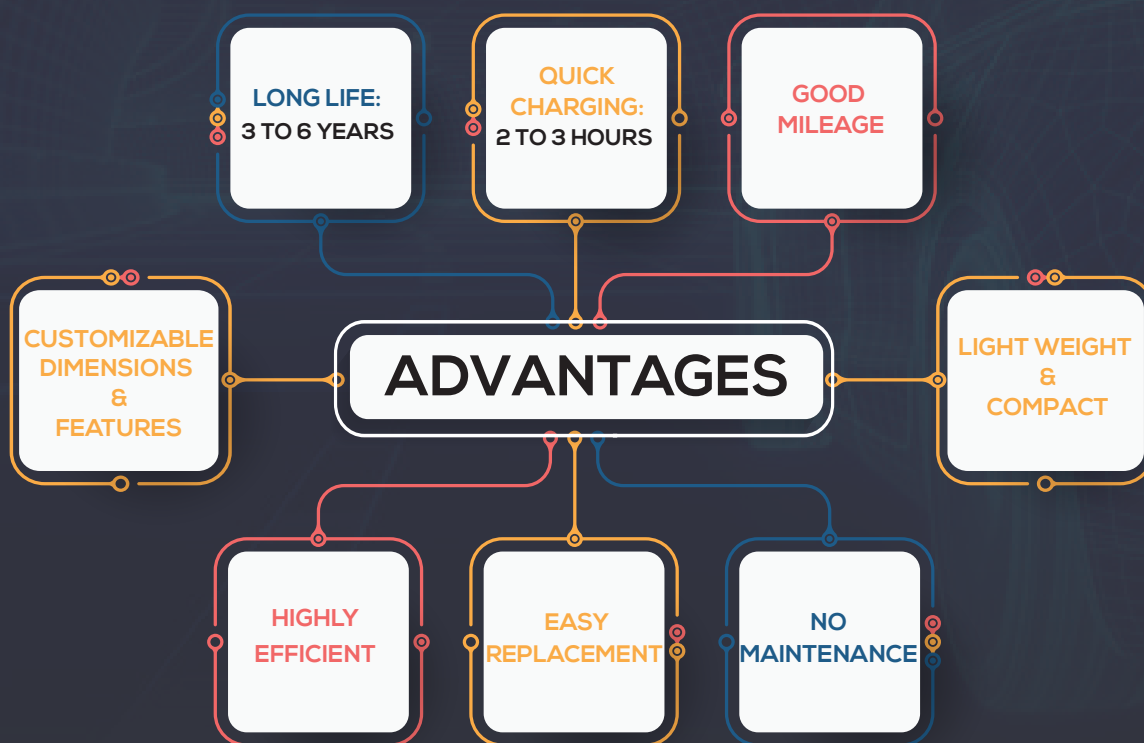 LONG LIFE:
3 TO 6 YEARS
QUICK
CHARGING:
2 TO 3 HOURS
GOOD
MILEAGE
CUSTOMIZABLE
DIMENSIONS
&
FEATURES
ADVANTAGES
LIGHT WEIGHT
&
COMPACT
HIGHLY
EFFICIENT
EASY
REPLACEMENT
NO
MAINTENANCE